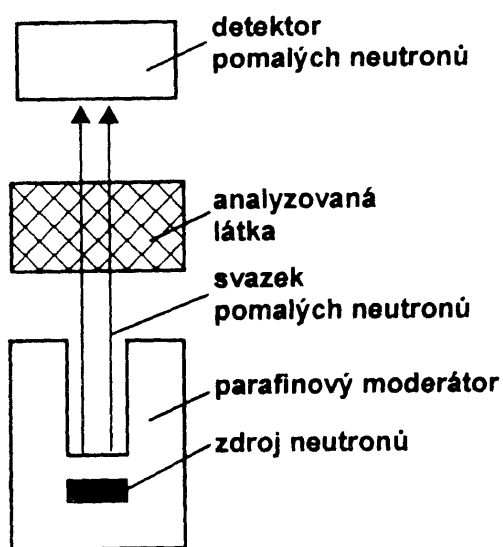 detektor
pomalých neutronů
analyzovaná
látka
svazek
pomalých neutronů
parafinový moderátor
zdroj neutronů